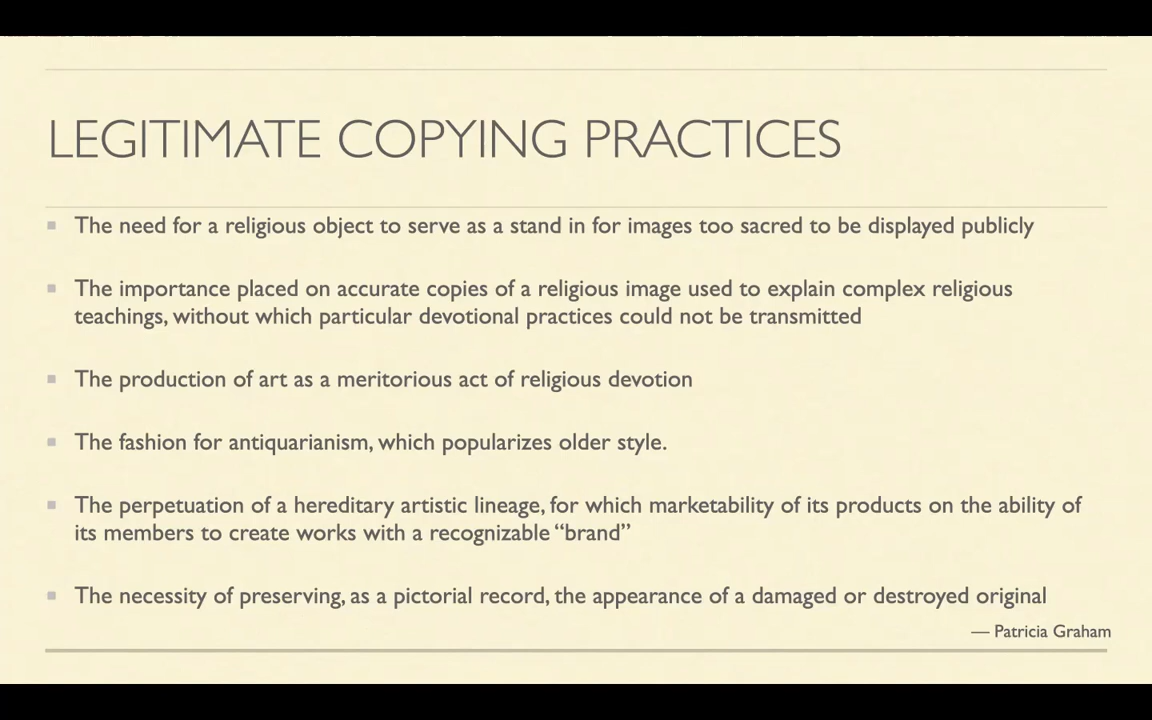 LEGITIMATE COPYING PRACTICES
The need for a religious object to serve as a stand in for images too sacred to be displayed publicly
The importance placed on accurate copies of a religious image used to explain complex religious
teachings, without which particular devotional practices could not be transmitted
The production of art as a meritorious act of religious devotion
The fashion for antiquarianism, which popularizes older style.
The perpetuation of a hereditary artistic lineage, for which marketability of its products on the ability of
its members to create works with a recognizable “brand”
The necessity of preserving, as a pictorial record, the appearance of a damaged or destroyed original
— Patricia Graham